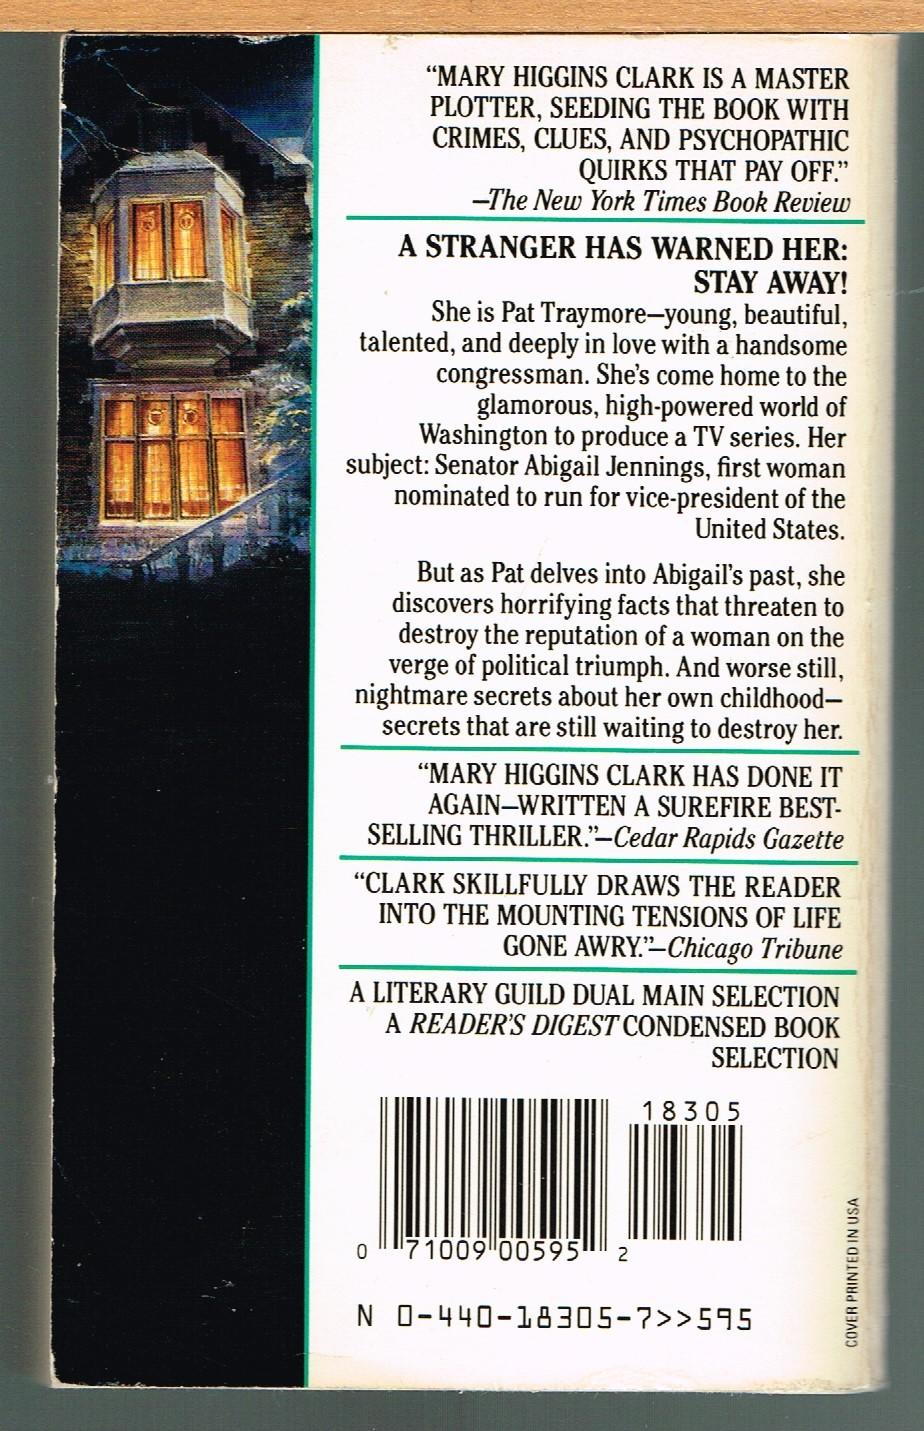 “MARY HIGGINS CLARK IS A MASTER
PLOTTER, SEEDING THE BOOK WITH
CRIMES, CLUES, AND PSYCHOPATHIC
QUIRKS THAT PAY OFF.”
—The New York Times Book Review
A STRANGER HAS WARNED HER:
STAY AWAY!
She is Pat Traymore—young, beautiful,
talented, and deeply in love with a handsome
congressman. She’s come home to the
glamorous, high-powered world of
Washington to produce a TV series. Her
subject: Senator Abigail Jennings, first woman
nominated to run for vice-president of the
United States.
But as Pat delves into Abigail’s past, she
discovers horrifying facts that threaten to
destroy the reputation of a woman on the
verge of political triumph. And worse still,
nightmare secrets about her own childhood—
secrets that are still waiting to destroy her.
“MARY HIGGINS CLARK HAS DONE IT
AGAIN—WRITTEN A SUREFIRE BEST-
SELLING THRILLER.”—Cedar Rapids Gazette
“CLARK SKILLFULLY DRAWS THE READER
INTO THE MOUNTING TENSIONS OF LIFE
GONE AWRY.”—Chicago Tribune
A LITERARY GUILD DUAL MAIN SELECTION
A READER’S DIGEST CONDENSED BOOK
SELECTION
18305
0 71009 00595 2
N 0-440-18305-7>>595
COVER PRINTED IN USA